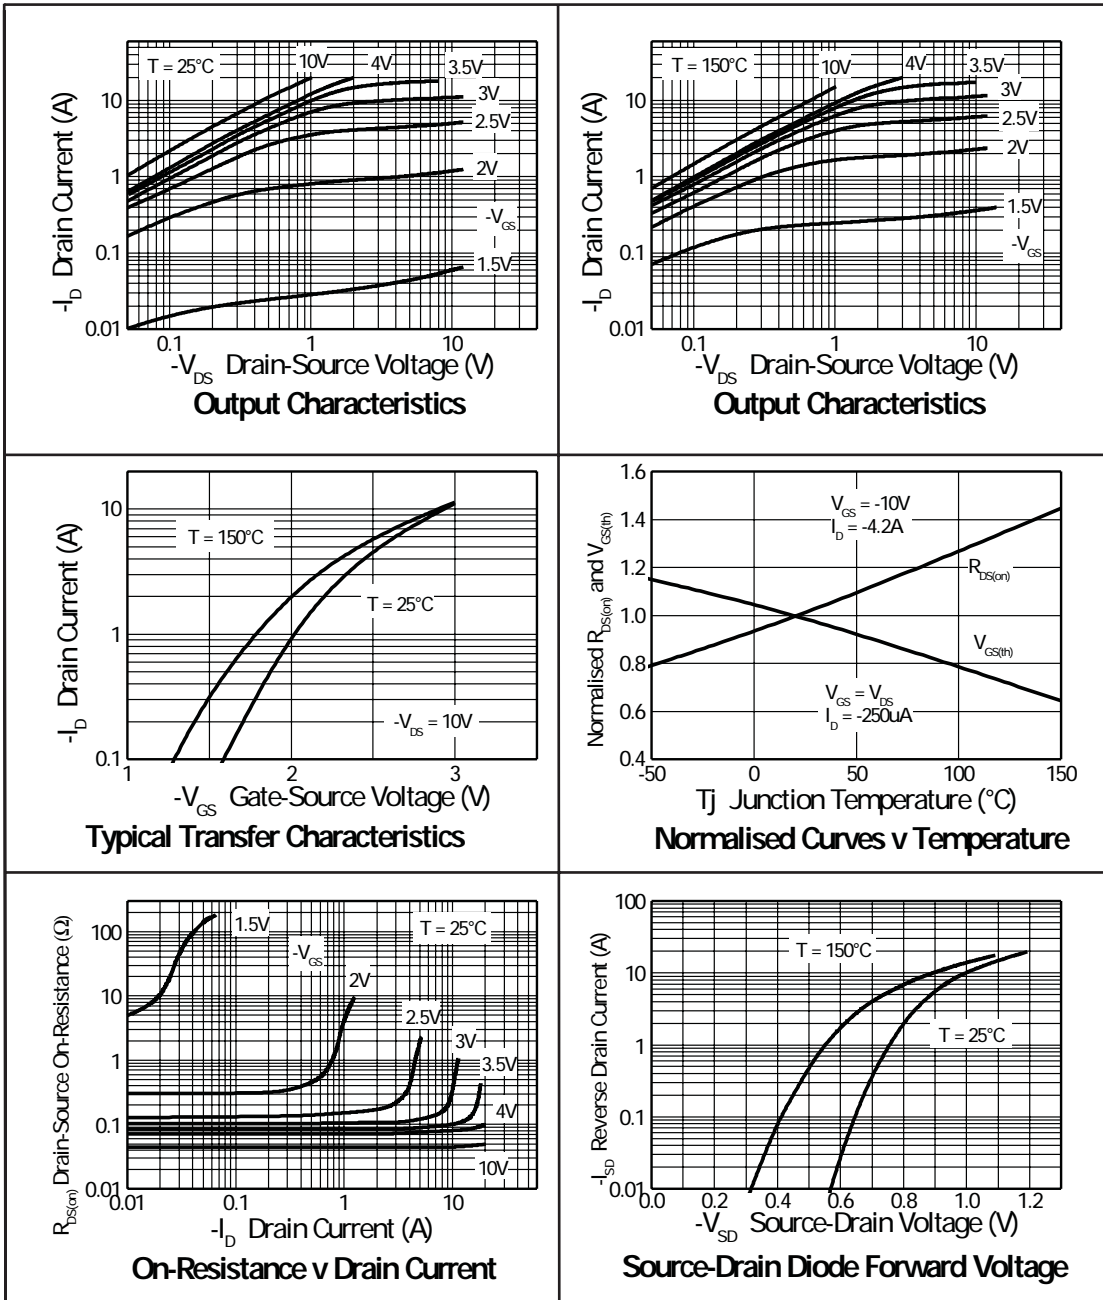 T = 25°C
10V
4V
3.5V
3V
2.5V
2V
-VGS
1.5V
10
1
0.1
0.01
0.1
1
10
-ID Drain Current (A)
-VDS Drain-Source Voltage (V)
Output Characteristics
T = 150°C
10V
4V
3.5V
3V
2.5V
2V
1.5V
-VGS
10
1
0.1
0.01
0.1
1
10
-ID Drain Current (A)
-VDS Drain-Source Voltage (V)
Output Characteristics
10
1
0.1
T = 150°C
T = 25°C
-VDS = 10V
1
2
3
-ID Drain Current (A)
-VGS Gate-Source Voltage (V)
Typical Transfer Characteristics
1.6
1.4
1.2
1.0
0.8
0.6
0.4
VGS = -10V
ID = -4.2A
RDS(on)
VGS(th)
VGS = VDS
ID = -250uA
-50
0
50
100
150
Normalised RDS(on) and VGS(th)
Tj Junction Temperature (°C)
Normalised Curves v Temperature
100
10
1
0.1
0.01
1.5V
-VGS
T = 25°C
2V
2.5V
3V
3.5V
4V
10V
0.01
0.1
1
10
RDS(on) Drain-Source On-Resistance (Ω)
-ID Drain Current (A)
On-Resistance v Drain Current
100
10
1
0.1
0.01
T = 150°C
T = 25°C
0.0
0.2
0.4
0.6
0.8
1.0
1.2
-ISD Reverse Drain Current (A)
-VSD Source-Drain Voltage (V)
Source-Drain Diode Forward Voltage